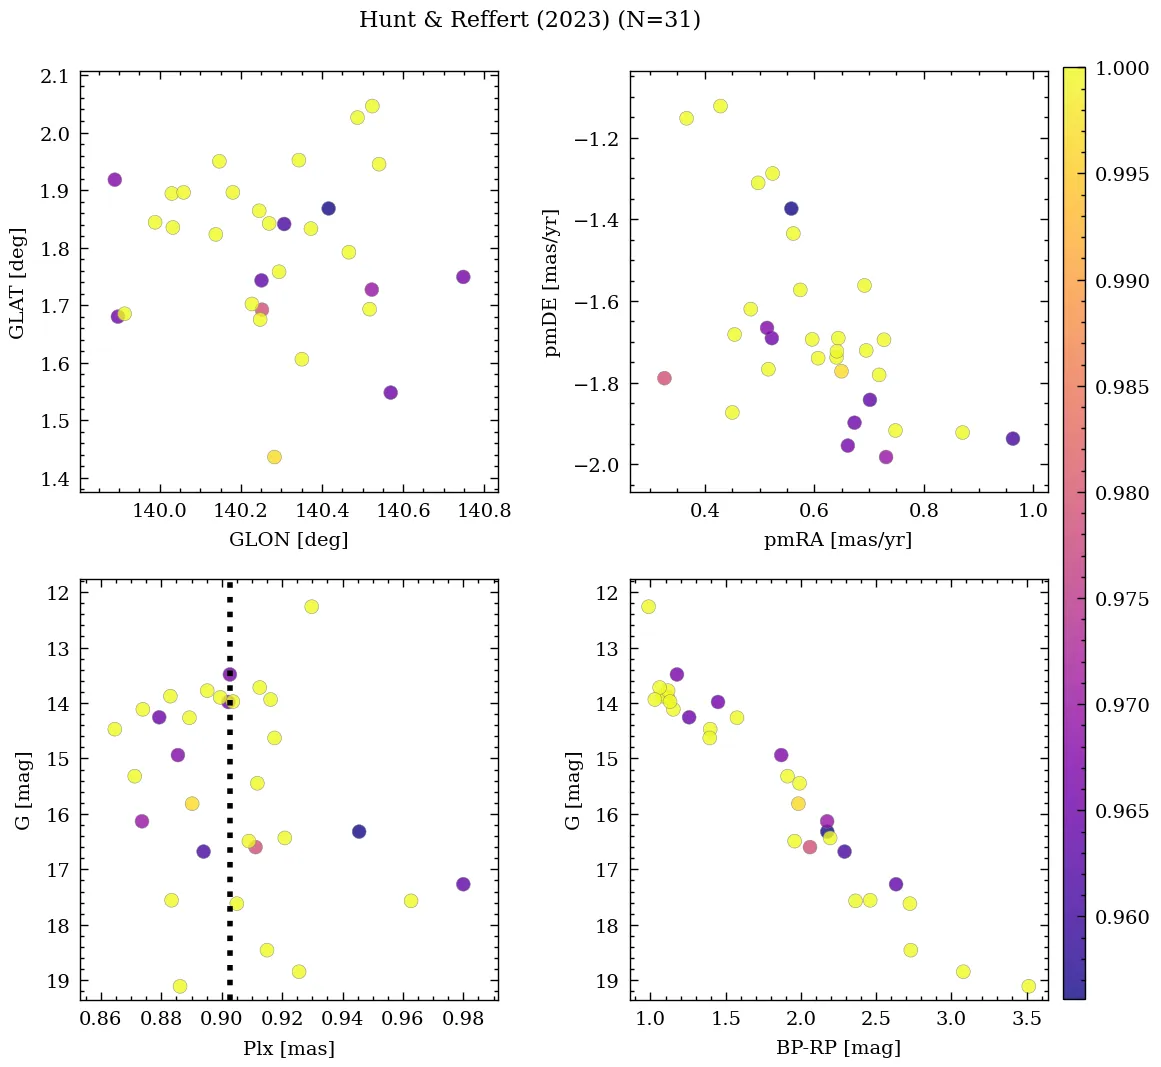 Hunt & Reffert (2023) (N=31)
2.1
2.0
1.9
1.8
1.7
1.6
1.5
1.4
GLAT [deg]
140.0 140.2 140.4 140.6 140.8
GLON [deg]
−1.2
−1.4
−1.6
−1.8
−2.0
pmDE [mas/yr]
0.4 0.6 0.8 1.0
pmRA [mas/yr]
12
13
14
15
16
17
18
19
G [mag]
0.86 0.88 0.90 0.92 0.94 0.96 0.98
Plx [mas]
12
13
14
15
16
17
18
19
G [mag]
1.0 1.5 2.0 2.5 3.0 3.5
BP-RP [mag]
1.000
0.995
0.990
0.985
0.980
0.975
0.970
0.965
0.960